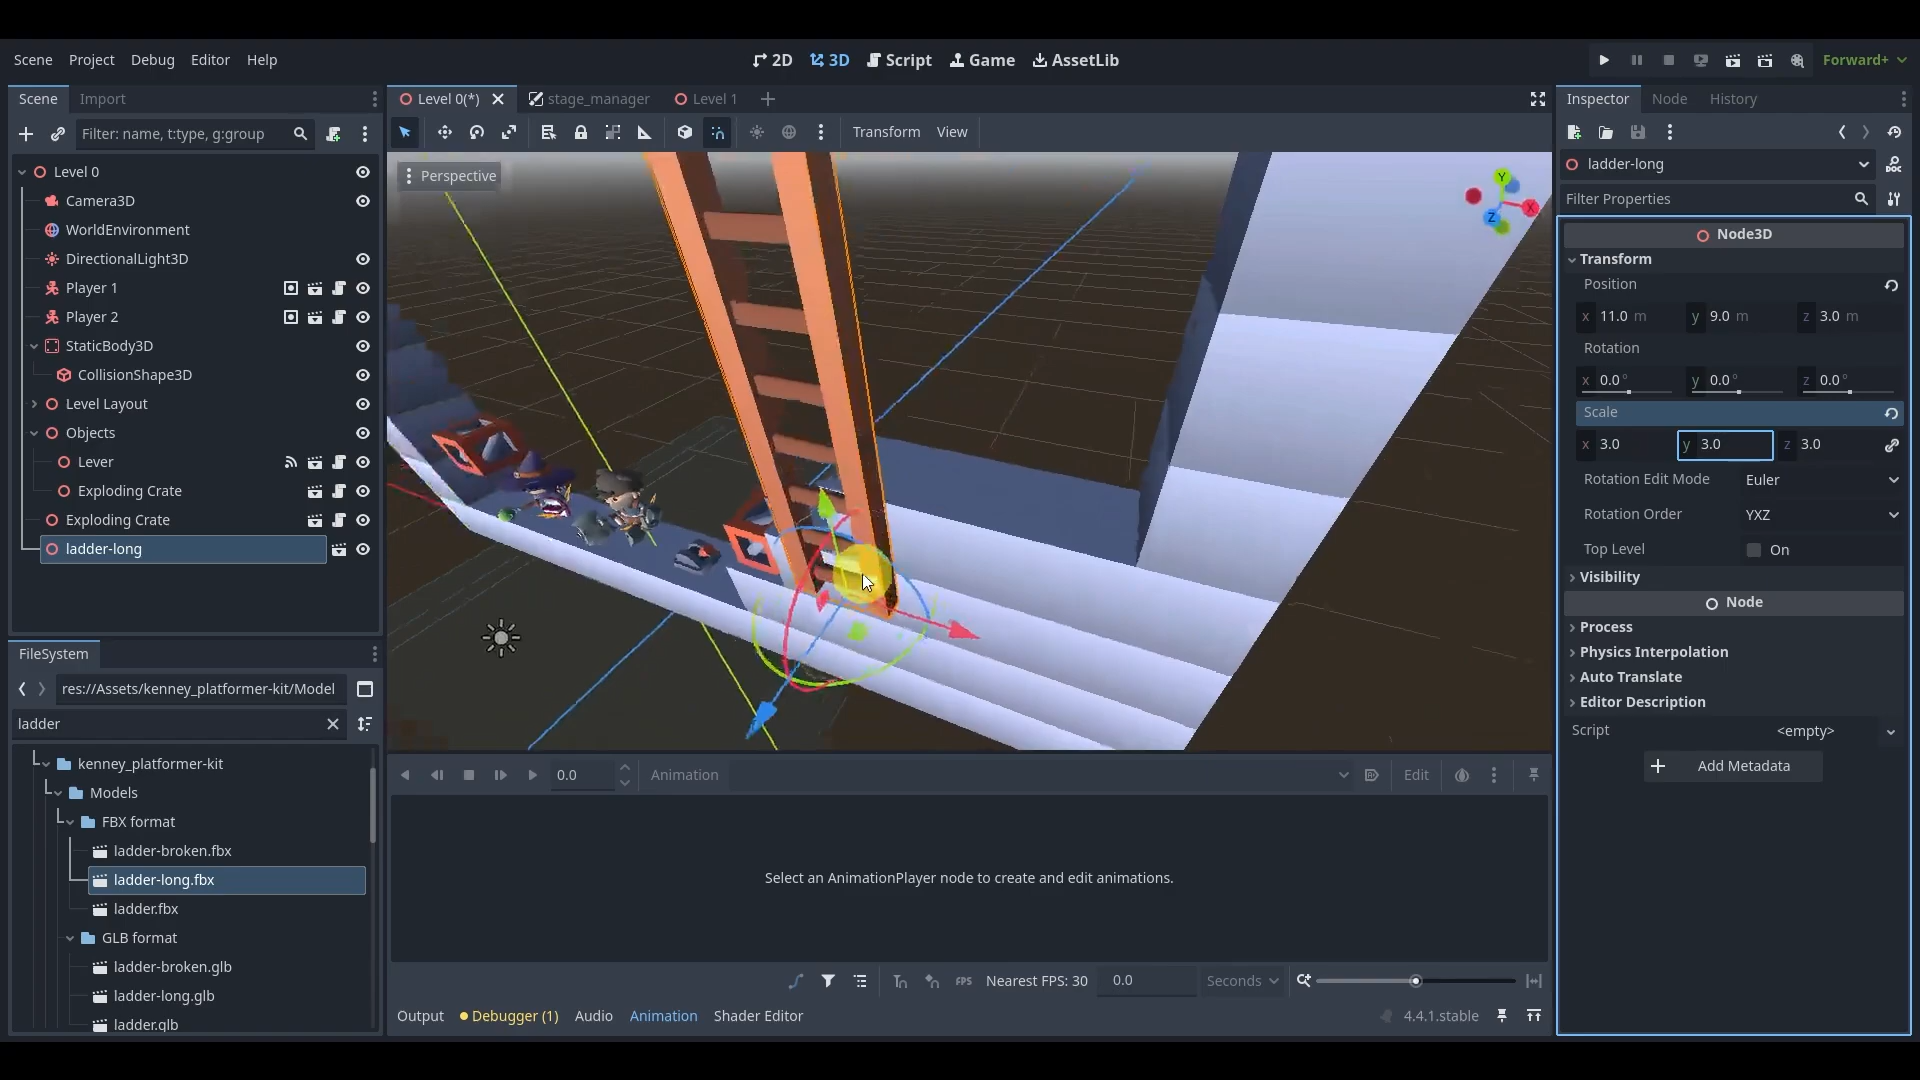 Scene Project Debug Editor Help
2D 3D Script Game AssetLib
Forward+
Scene Import
Filter: name, t:type, g:group
Level 0
Camera3D
WorldEnvironment
DirectionalLight3D
Player 1
Player 2
StaticBody3D
CollisionShape3D
Level Layout
Objects
Lever
Exploding Crate
Exploding Crate
ladder-long
FileSystem
res://Assets/kenney_platformer-kit/Model
ladder
kenney_platformer-kit
Models
FBX format
ladder-broken.fbx
ladder-long.fbx
ladder.fbx
GLB format
ladder-broken.glb
ladder-long.glb
ladder.glb
Level 0(*) stage_manager Level 1
Transform View
Perspective
Y
X
Z
0.0 Animation Edit
Select an AnimationPlayer node to create and edit animations.
FPS Nearest FPS: 30 0.0 Seconds
Output Debugger (1) Audio Animation Shader Editor 4.4.1.stable
Inspector Node History
ladder-long
DOC
Filter Properties
Node3D
Transform
Position
x 11.0 m y 9.0 m z 3.0 m
Rotation
x 0.0 ° y 0.0 ° z 0.0 °
Scale
x 3.0 y 3.0 z 3.0
Rotation Edit Mode Euler
Rotation Order YXZ
Top Level On
Visibility
Node
Process
Physics Interpolation
Auto Translate
Editor Description
Script <empty>
Add Metadata